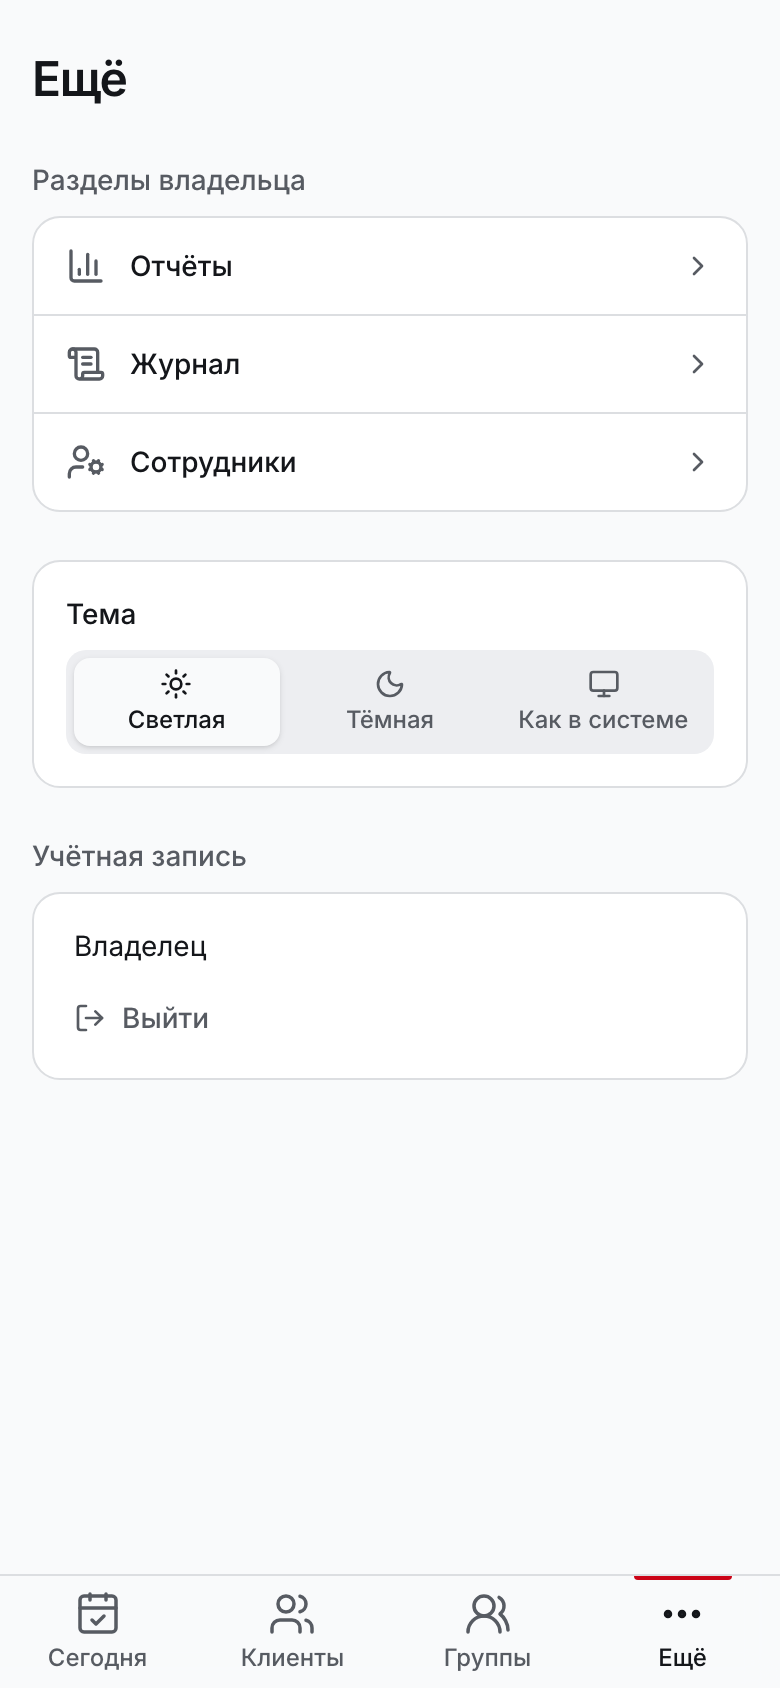 Ещё
Разделы владельца
Отчёты
Журнал
Сотрудники
Тема
Светлая
Тёмная
Как в системе
Учётная запись
Владелец
Выйти
Сегодня
Клиенты
Группы
Ещё